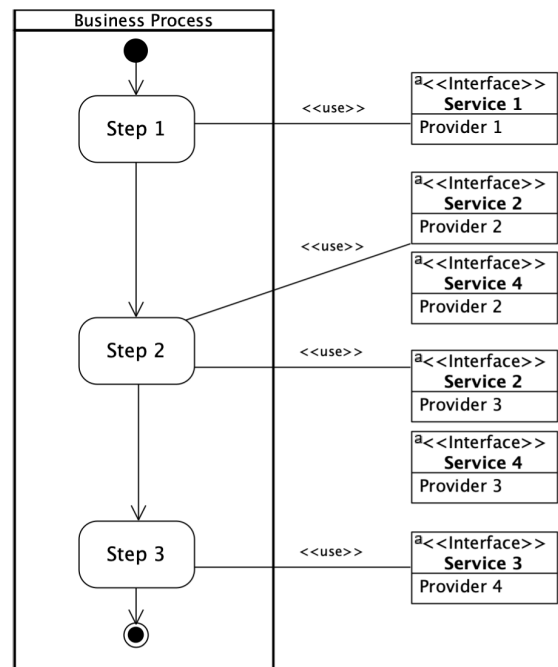 Business Process
Step 1
<<use>>
a<<Interface>>
Service 1
Provider 1
a<<Interface>>
Service 2
Provider 2
<<use>>
a<<Interface>>
Service 4
Provider 2
Step 2
<<use>>
a<<Interface>>
Service 2
Provider 3
a<<Interface>>
Service 4
Provider 3
Step 3
<<use>>
a<<Interface>>
Service 3
Provider 4